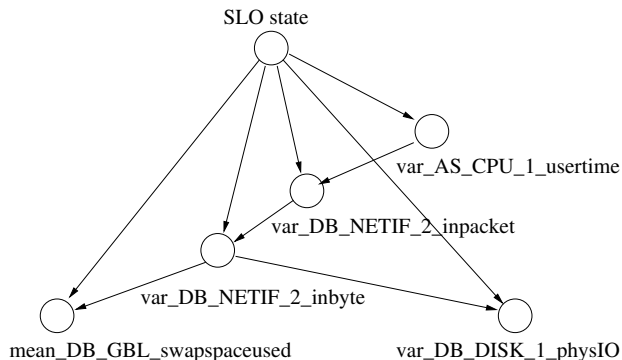 SLO state
var_AS_CPU_1_usertime
var_DB_NETIF_2_inpacket
var_DB_NETIF_2_inbyte
mean_DB_GBL_swapspaceused
var_DB_DISK_1_physIO